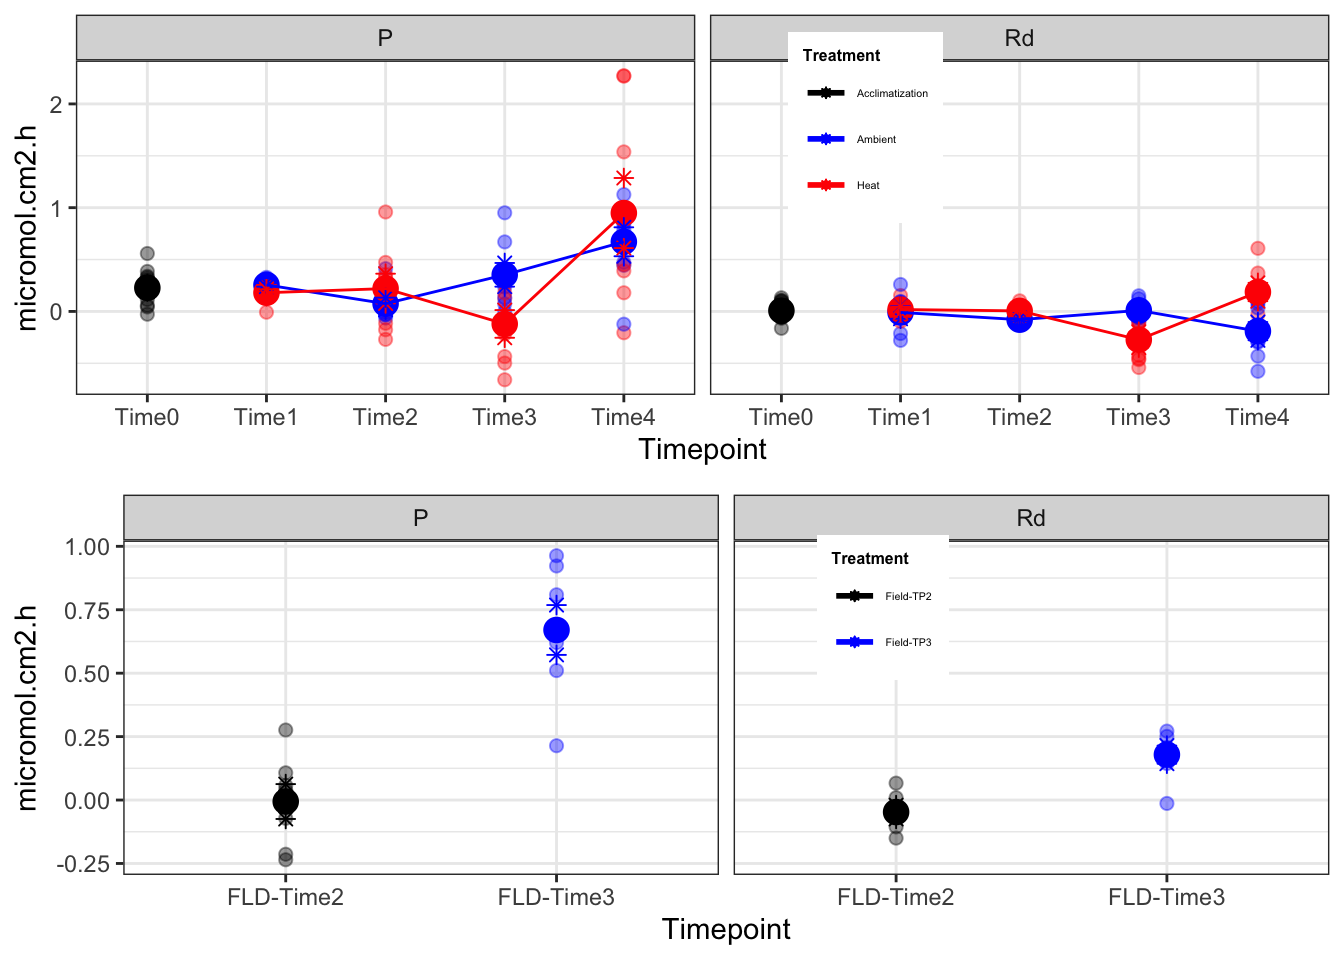 P
Rd
Treatment
Acclimatization
Ambient
Heat
micromol.cm2.h
2
1
0
Time0 Time1 Time2 Time3 Time4
Time0 Time1 Time2 Time3 Time4
Timepoint
P
Rd
Treatment
Field-TP2
Field-TP3
micromol.cm2.h
1.00
0.75
0.50
0.25
0.00
-0.25
FLD-Time2 FLD-Time3
FLD-Time2 FLD-Time3
Timepoint